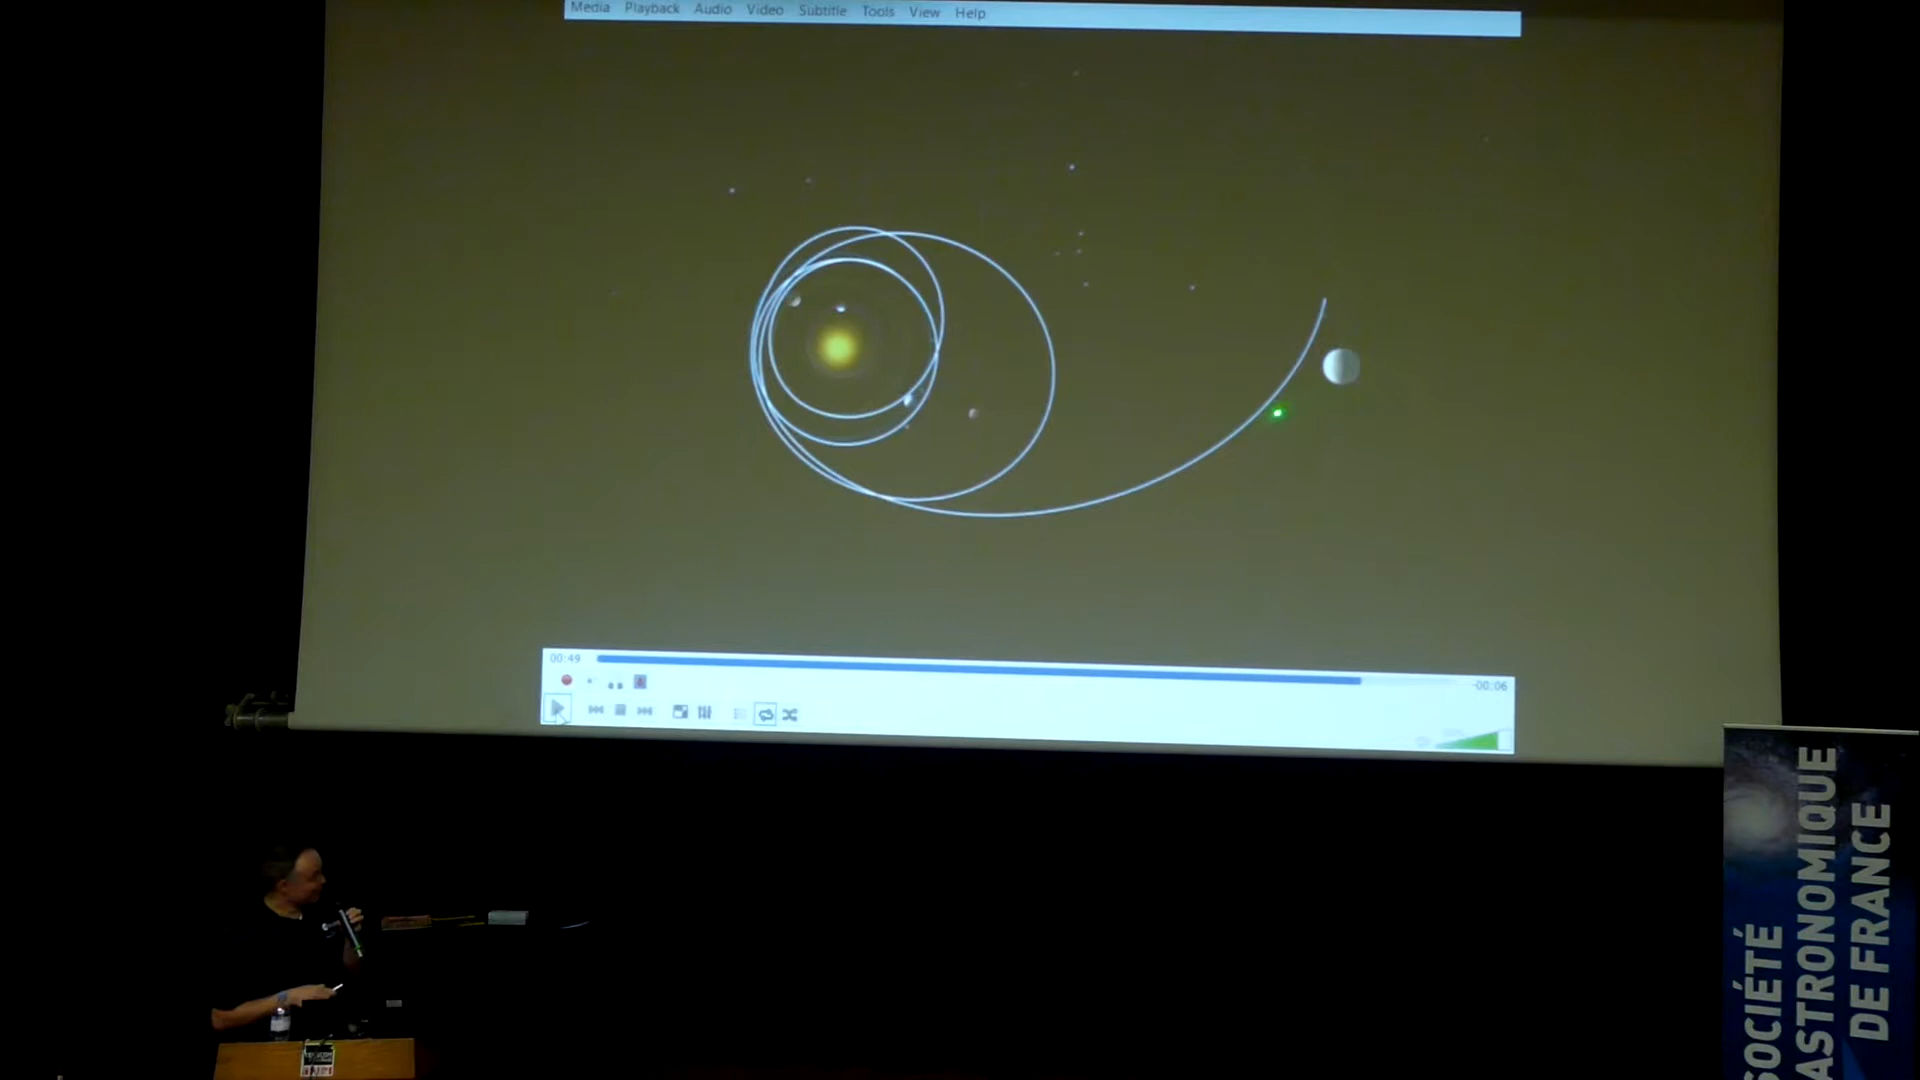 Media Playback Audio Video Subtitle Tools View Help
00:49
-00:06
SOCIÉTÉ
ASTRONOMIQUE
DE FRANCE